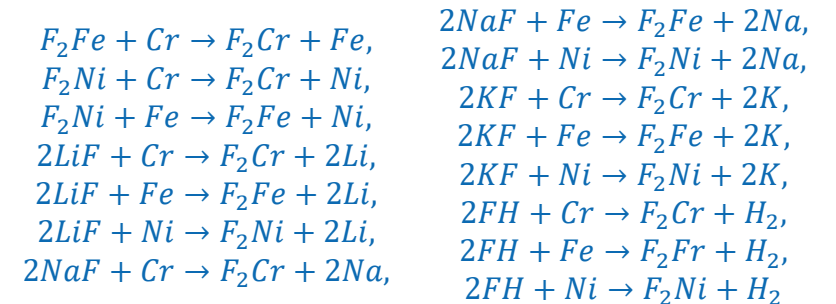 F₂Fe + Cr → F₂Cr + Fe,
F₂Ni + Cr → F₂Cr + Ni,
F₂Ni + Fe → F₂Fe + Ni,
2LiF + Cr → F₂Cr + 2Li,
2LiF + Fe → F₂Fe + 2Li,
2LiF + Ni → F₂Ni + 2Li,
2NaF + Cr → F₂Cr + 2Na,
2NaF + Fe → F₂Fe + 2Na,
2NaF + Ni → F₂Ni + 2Na,
2KF + Cr → F₂Cr + 2K,
2KF + Fe → F₂Fe + 2K,
2KF + Ni → F₂Ni + 2K,
2FH + Cr → F₂Cr + H₂,
2FH + Fe → F₂Fr + H₂,
2FH + Ni → F₂Ni + H₂